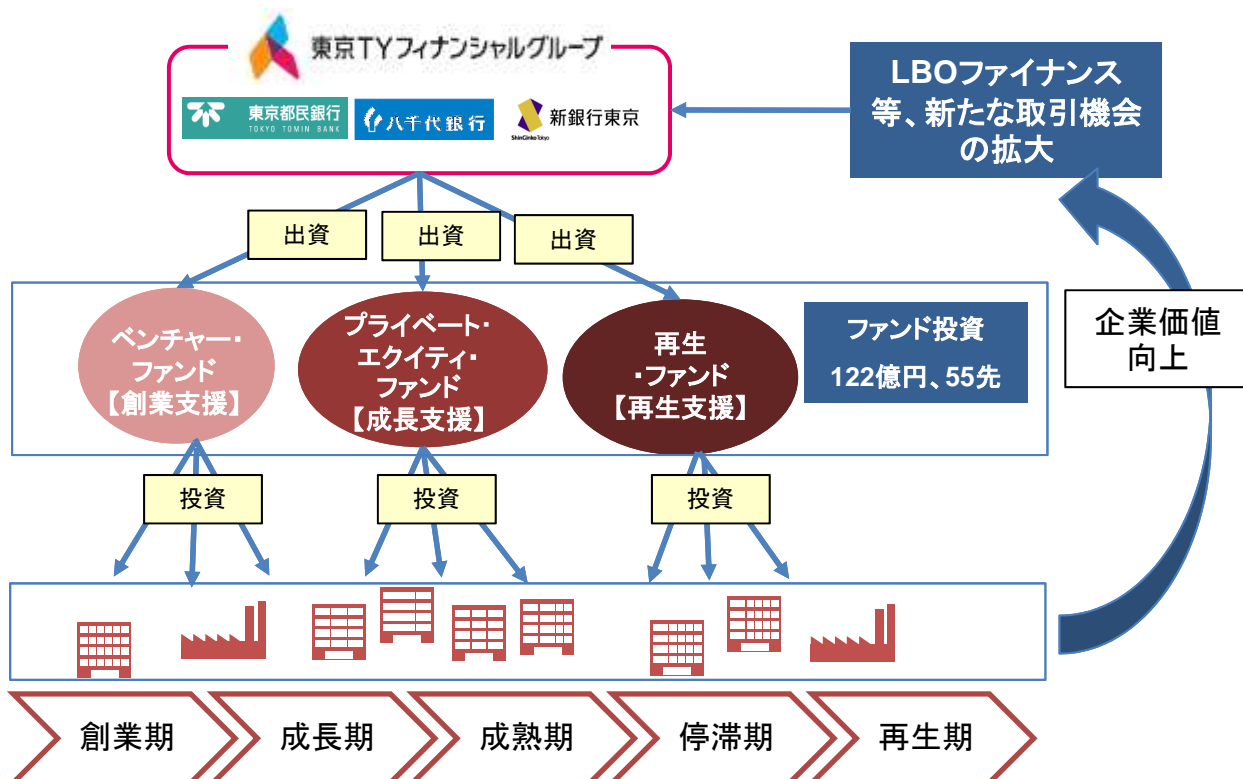 東京TYフィナンシャルグループ
東京都民銀行
TOKYO TOMIN BANK
八千代銀行
新銀行東京
ShinGinkoTokyo
LBOファイナンス
等、新たな取引機会
の拡大
出資
出資
出資
ベンチャー・
ファンド
【創業支援】
プライベート・
エクイティ・
ファンド
【成長支援】
再生
・ファンド
【再生支援】
ファンド投資
122億円、55先
企業価値
向上
投資
投資
投資
創業期
成長期
成熟期
停滞期
再生期